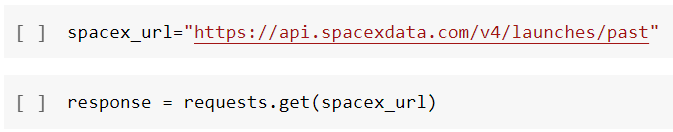 [ ] spacex_url="https://api.spacexdata.com/v4/launches/past"
[ ] response = requests.get(spacex_url)